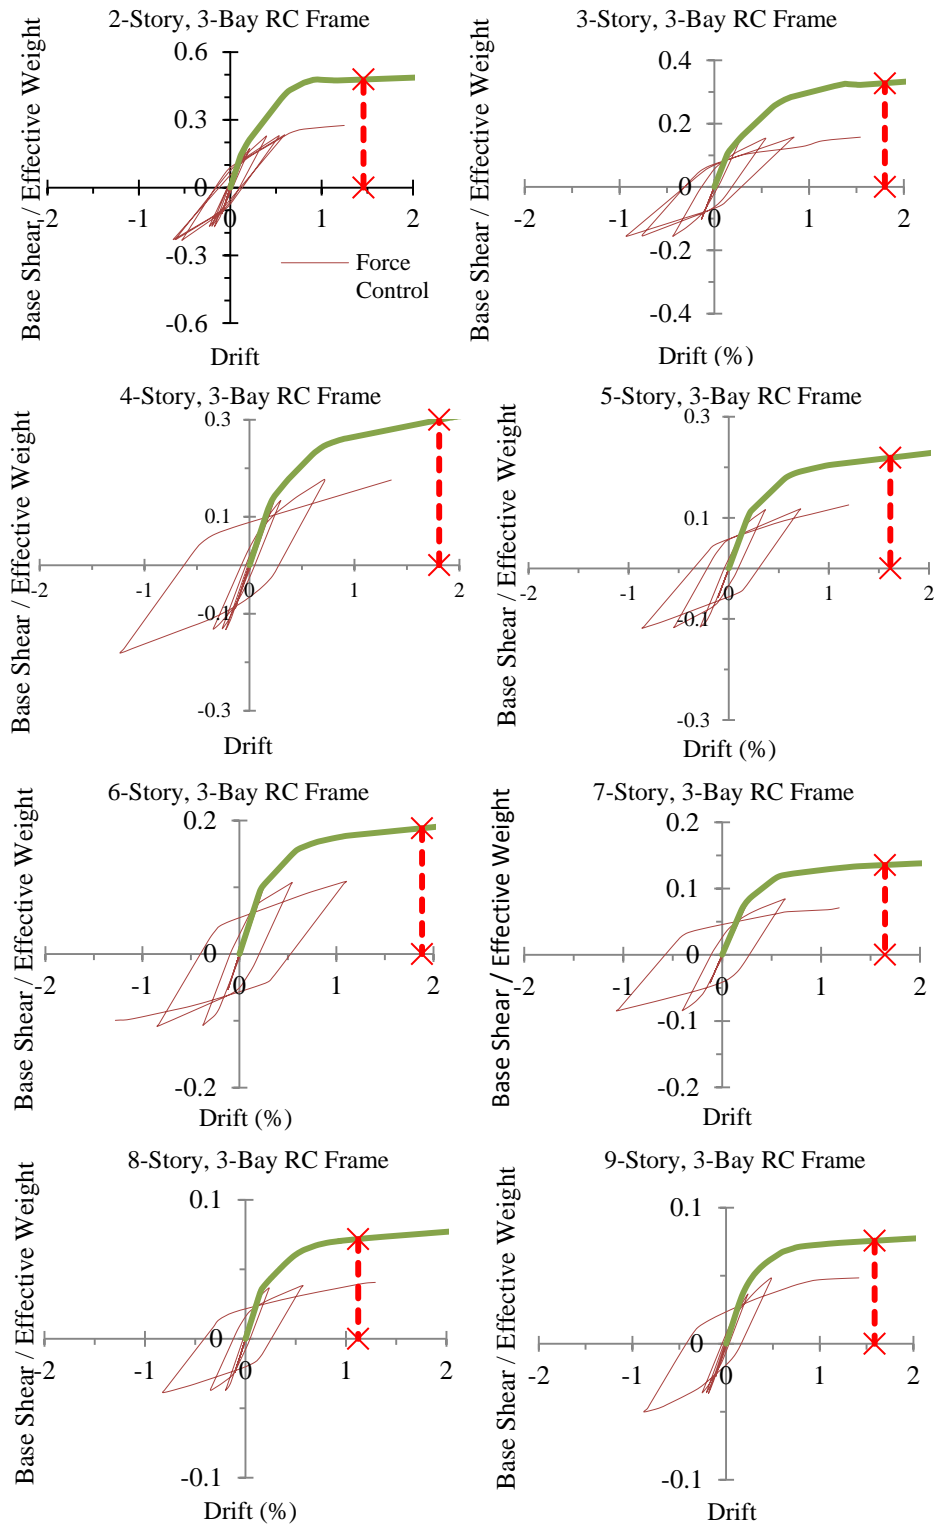 2-Story, 3-Bay RC Frame
Base Shear / Effective Weight
0.6
0.3
0
-0.3
-0.6
-2 -1 0 1 2
Force
Control
Drift
3-Story, 3-Bay RC Frame
Base Shear / Effective Weight
0.4
0.2
0
-0.2
-0.4
-2 -1 0 1 2
Drift (%)
4-Story, 3-Bay RC Frame
Base Shear / Effective Weight
0.3
0.1
-0.1
-0.3
-2 -1 0 1 2
Drift
5-Story, 3-Bay RC Frame
Base Shear / Effective Weight
0.3
0.1
-0.1
-0.3
-2 -1 0 1 2
Drift (%)
6-Story, 3-Bay RC Frame
Base Shear / Effective Weight
0.2
0
-0.2
-2 -1 0 1 2
Drift (%)
7-Story, 3-Bay RC Frame
Base Shear / Effective Weight
0.2
0.1
0
-0.1
-0.2
-2 -1 0 1 2
Drift
8-Story, 3-Bay RC Frame
Base Shear / Effective Weight
0.1
0
-0.1
-2 -1 0 1 2
Drift (%)
9-Story, 3-Bay RC Frame
Base Shear / Effective Weight
0.1
0
-0.1
-2 -1 0 1 2
Drift